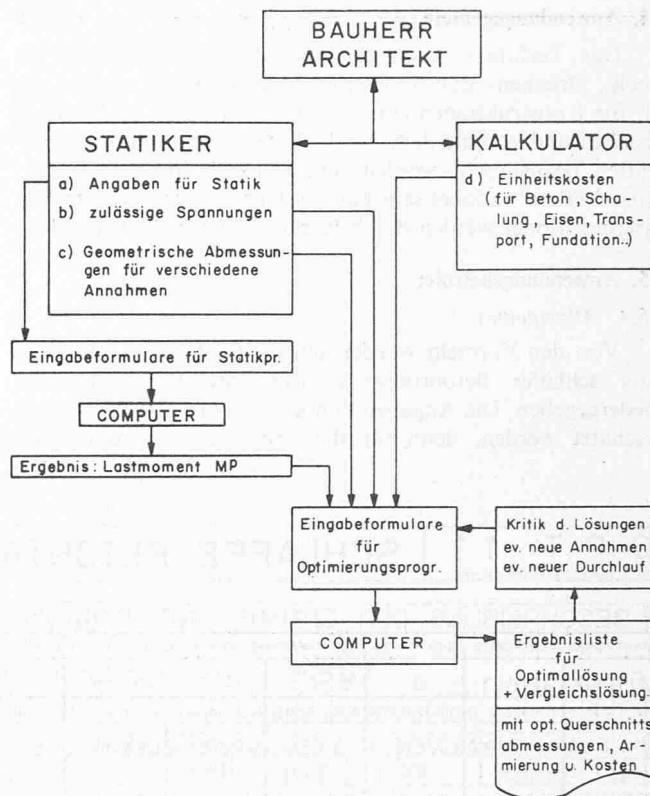 BAUHERR
ARCHITEKT
STATIKER
a) Angaben für Statik
b) zulässige Spannungen
c) Geometrische Abmessun-
gen für verschiedene
Annahmen
KALKULATOR
d) Einheitskosten
(für Beton, Scha-
lung, Eisen, Trans-
port, Fundation..)
Eingabeformulare für Statikpr.
COMPUTER
Ergebnis: Lastmoment MP
Eingabeformulare
für
Optimierungsprogr.
Kritik d. Lösungen
ev. neue Annahmen
ev. neuer Durchlauf
COMPUTER
Ergebnisliste
für
Optimallösung
+ Vergleichslösung.
mit opt. Querschnitts
abmessungen, Ar-
mierung u. Kosten